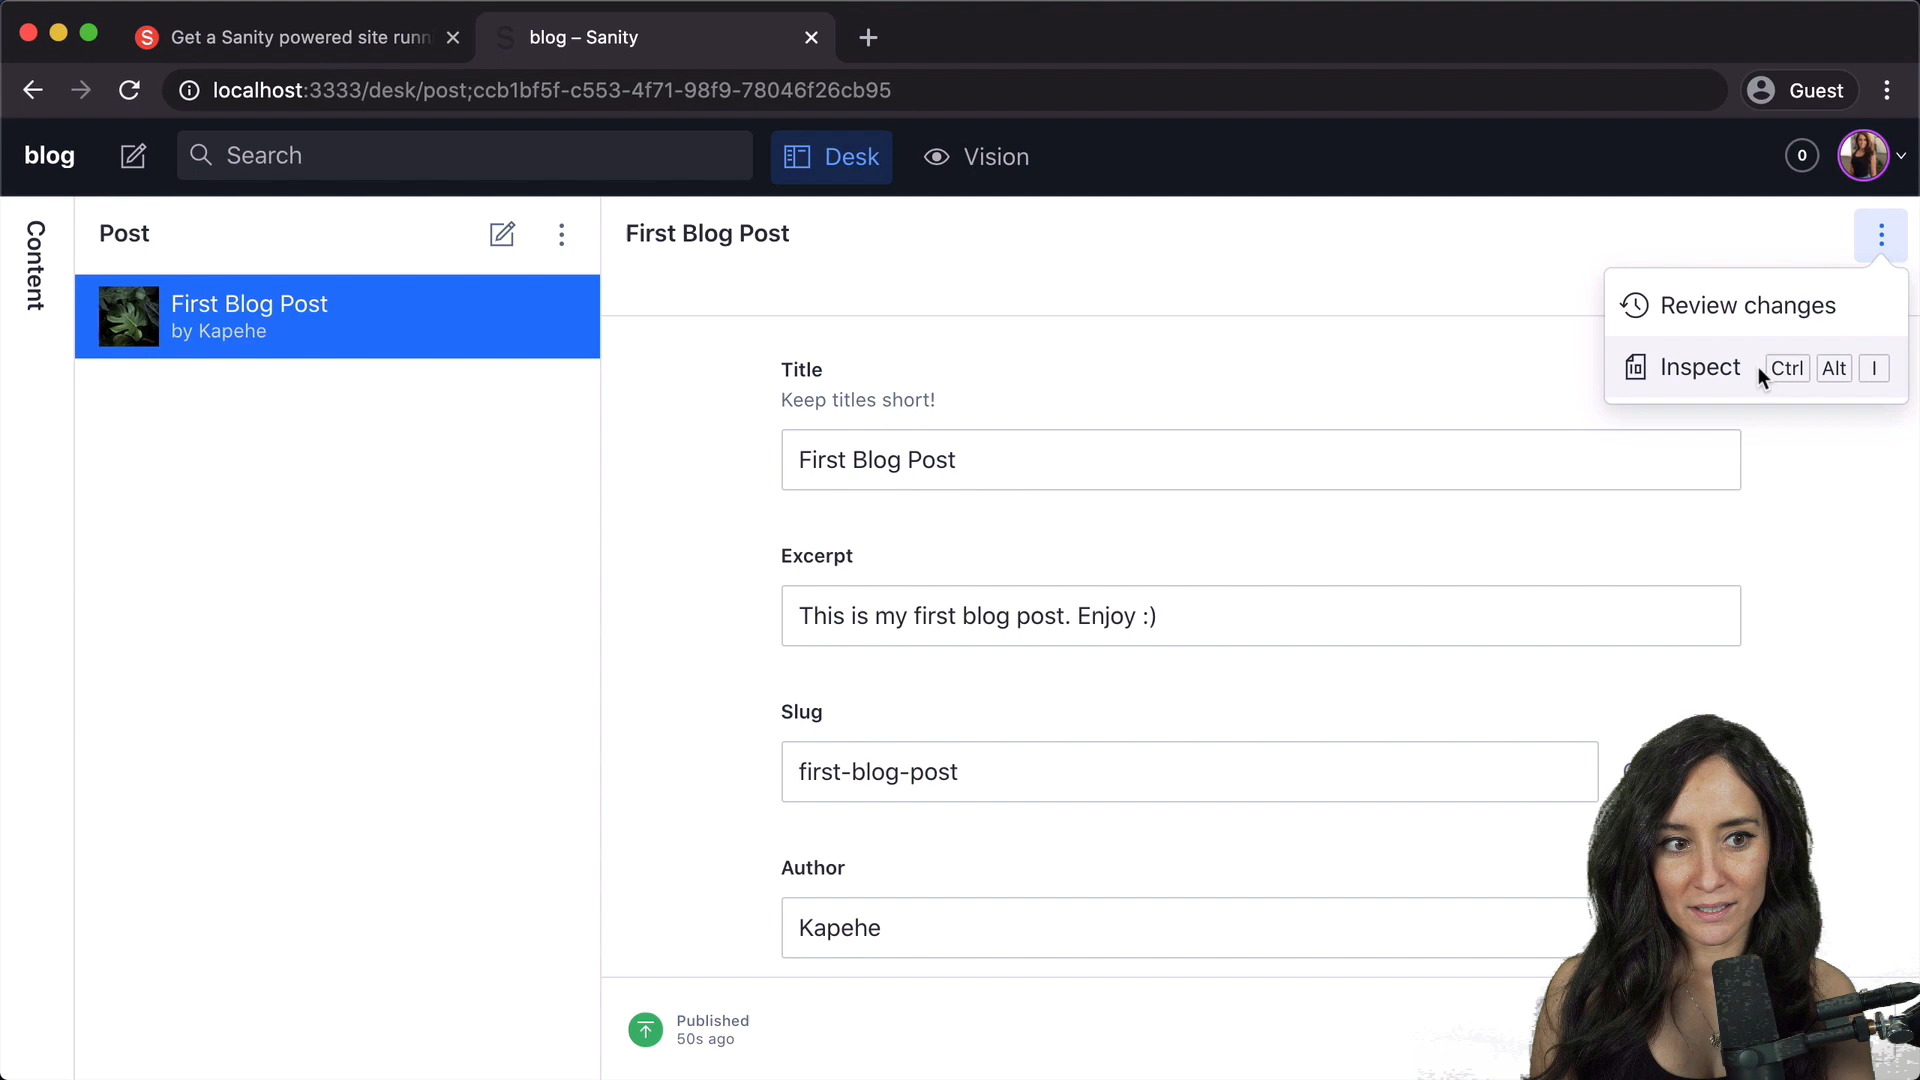 Get a Sanity powered site runn
blog – Sanity
localhost:3333/desk/post;ccb1bf5f-c553-4f71-98f9-78046f26cb95
Guest
blog
Search
Desk
Vision
0
Content
Post
First Blog Post
by Kapehe
First Blog Post
Review changes
Inspect Ctrl Alt I
Title
Keep titles short!
First Blog Post
Excerpt
This is my first blog post. Enjoy :)
Slug
first-blog-post
Author
Kapehe
Published
50s ago